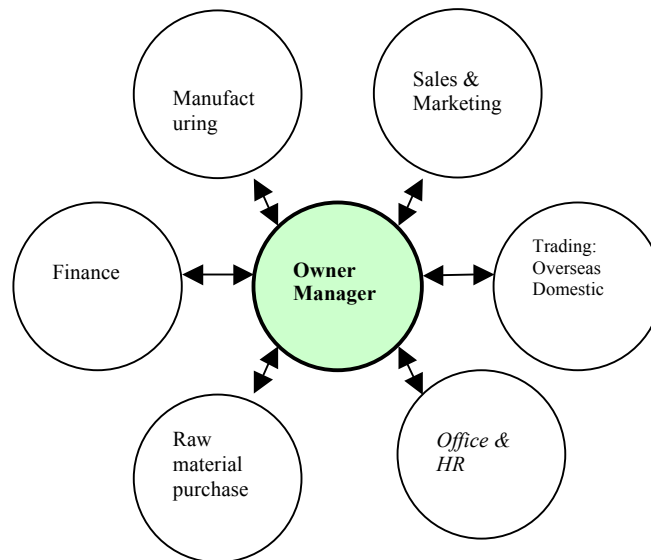 Manufact
uring
Sales &
Marketing
Finance
Owner
Manager
Trading:
Overseas
Domestic
Raw
material
purchase
Office &
HR